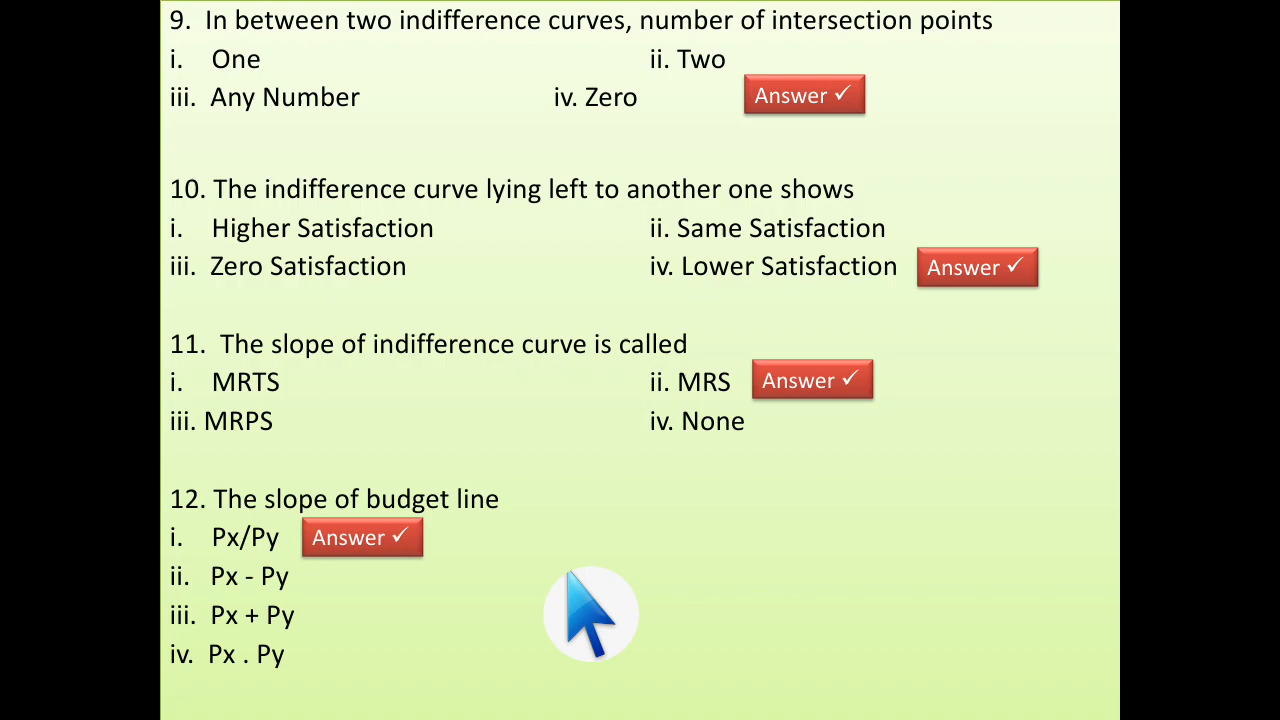 9. In between two indifference curves, number of intersection points
i. One ii. Two
iii. Any Number iv. Zero Answer ✓
10. The indifference curve lying left to another one shows
i. Higher Satisfaction ii. Same Satisfaction
iii. Zero Satisfaction iv. Lower Satisfaction Answer ✓
11. The slope of indifference curve is called
i. MRTS ii. MRS Answer ✓
iii. MRPS iv. None
12. The slope of budget line
i. Px/Py Answer ✓
ii. Px - Py
iii. Px + Py
iv. Px . Py